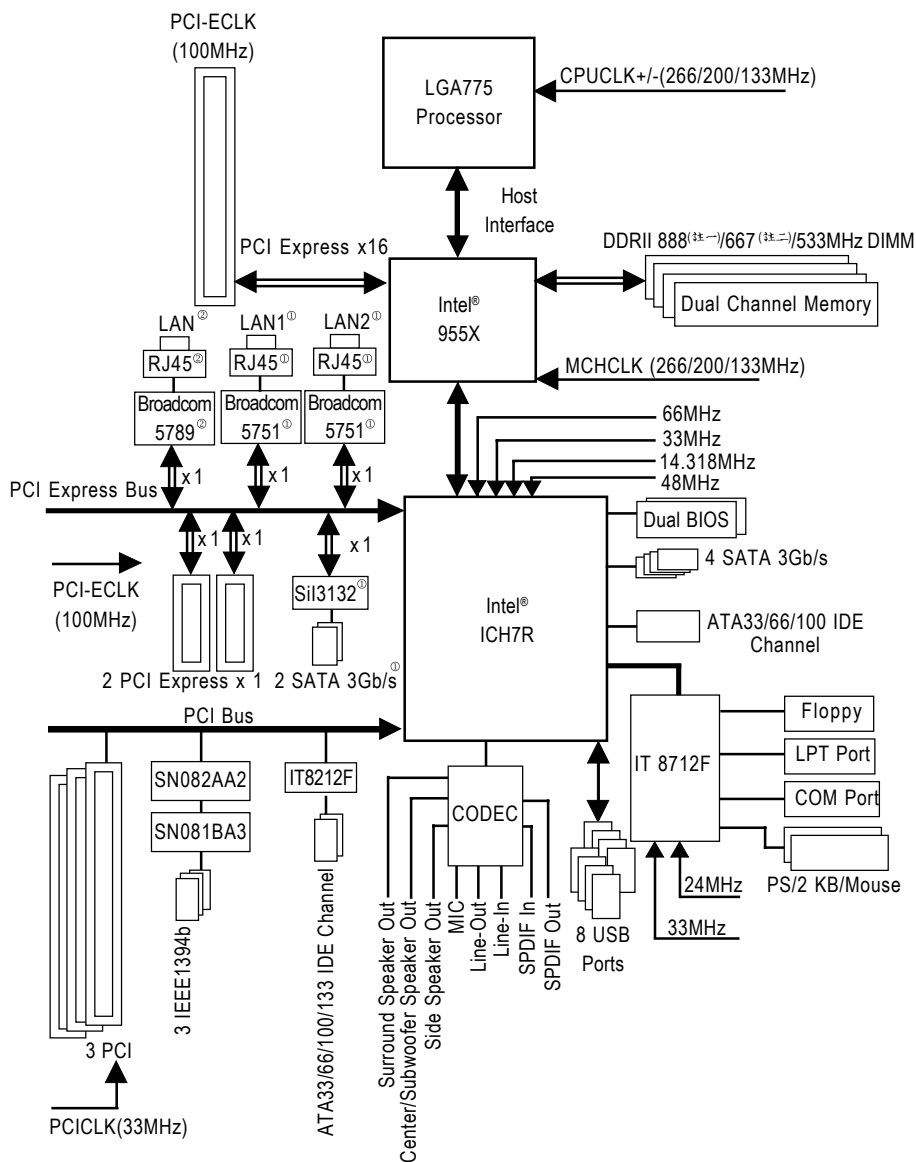 PCI-ECLK
(100MHz)
LGA775
Processor
CPUCLK+/-(266/200/133MHz)
Host
Interface
PCI Express x16
DDRII 888(註一)/667(註二)/533MHz DIMM
Dual Channel Memory
Intel®
955X
MCHCLK (266/200/133MHz)
LAN②
LAN1①
LAN2①
RJ45②
RJ45①
RJ45①
Broadcom
5789②
Broadcom
5751①
Broadcom
5751①
x 1
x 1
x 1
66MHz
33MHz
14.318MHz
48MHz
PCI Express Bus
x 1
x 1
x 1
PCI-ECLK
(100MHz)
SiI3132①
2 PCI Express x 1
2 SATA 3Gb/s①
Intel®
ICH7R
Dual BIOS
4 SATA 3Gb/s
ATA33/66/100 IDE
Channel
PCI Bus
SN082AA2
SN081BA3
IT8212F
CODEC
IT 8712F
Floppy
LPT Port
COM Port
PS/2 KB/Mouse
24MHz
33MHz
3 PCI
PCICLK(33MHz)
3 IEEE1394b
ATA33/66/100/133 IDE Channel
Surround Speaker Out
Center/Subwoofer Speaker Out
Side Speaker Out
MIC
Line-Out
Line-In
SPDIF In
SPDIF Out
8 USB
Ports